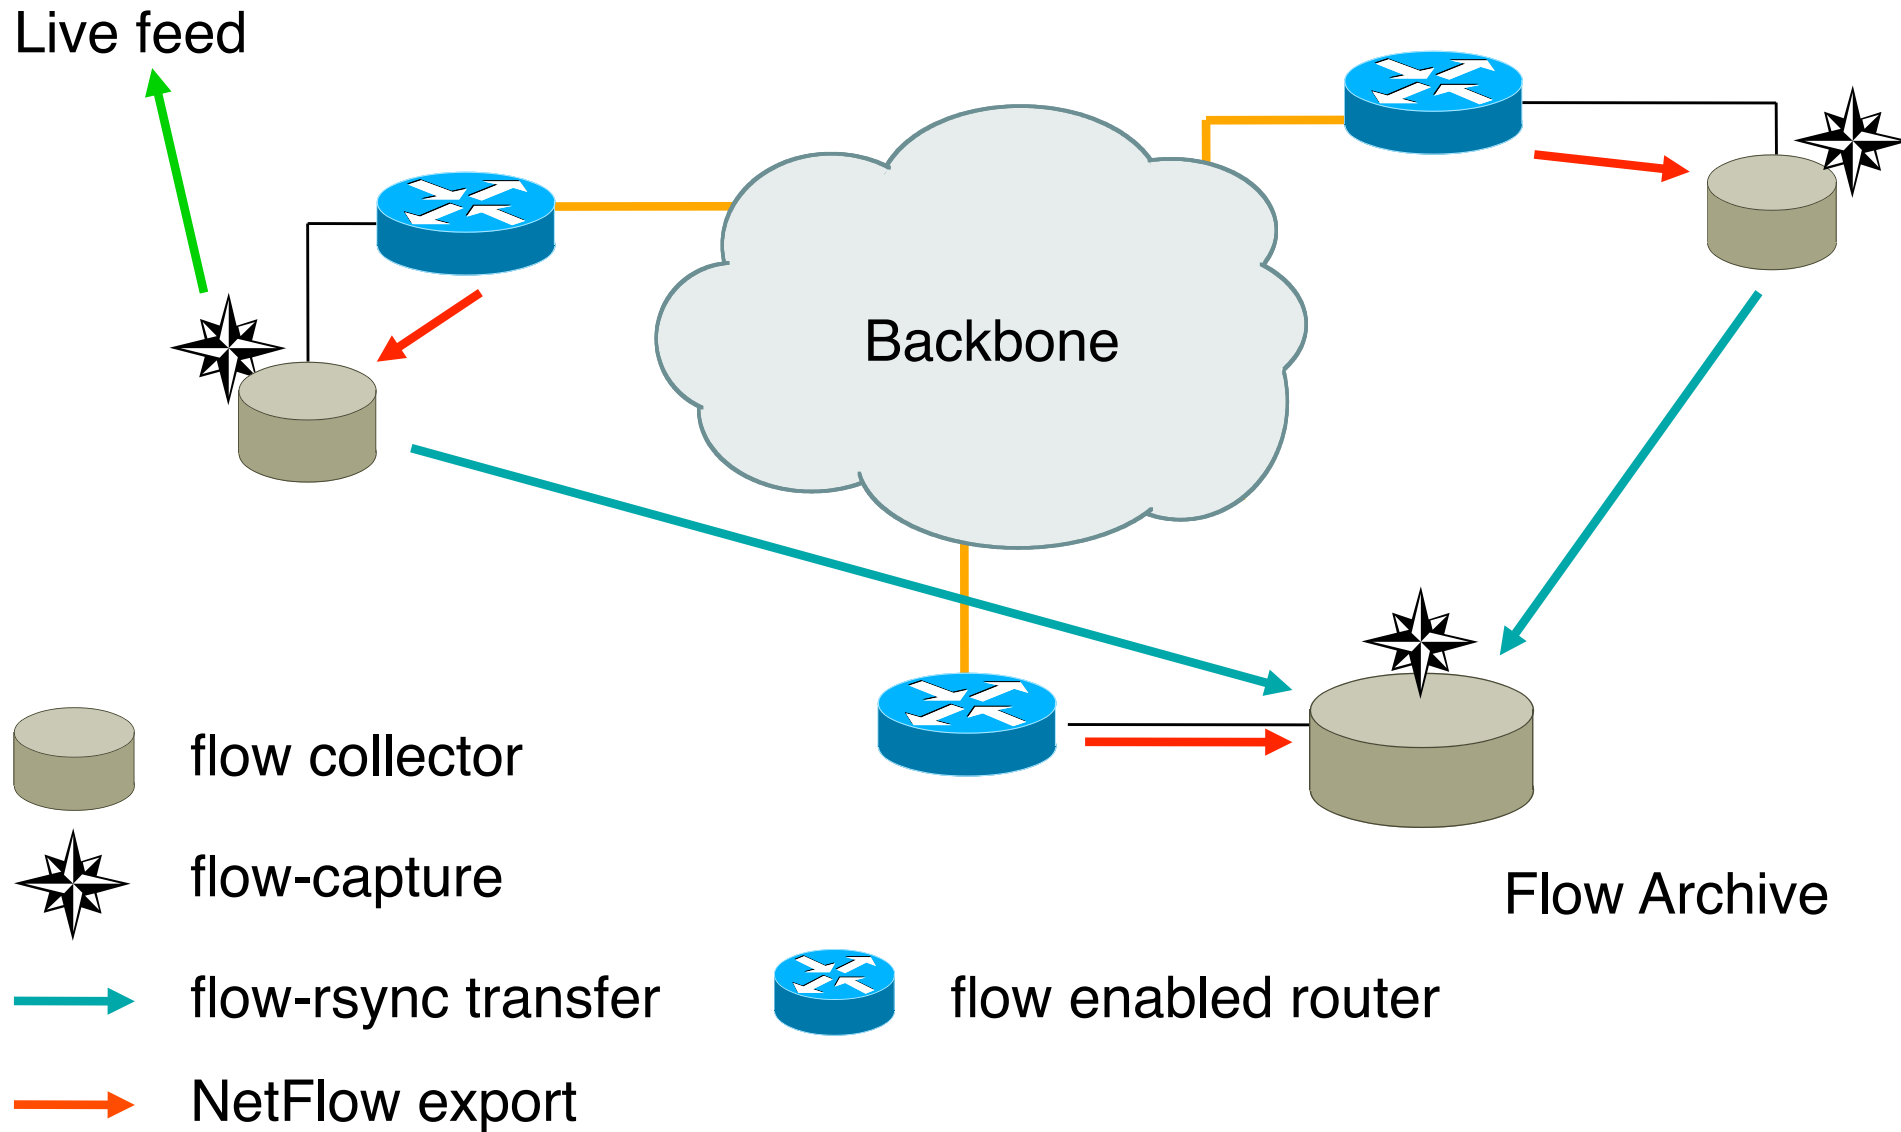 Live feed
Backbone
flow collector
flow-capture
Flow Archive
flow-rsync transfer
flow enabled router
NetFlow export